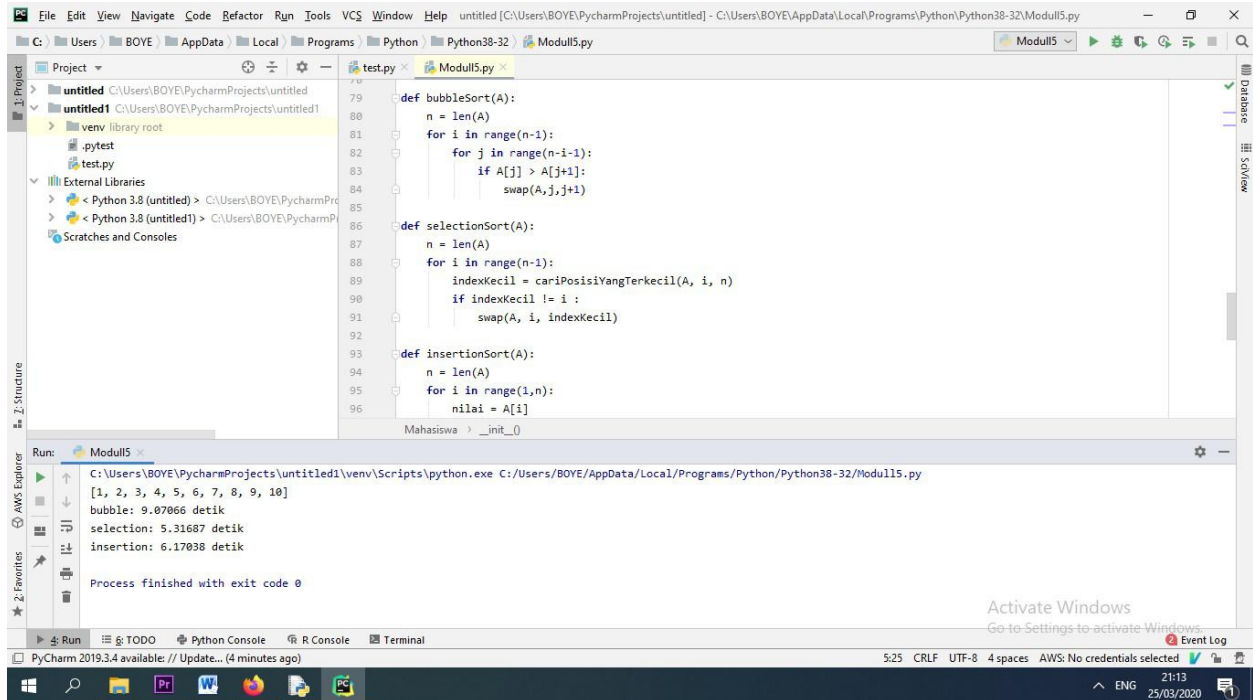 File Edit View Navigate Code Refactor Run Tools VCS Window Help untitled [C:\Users\BOYE\PycharmProjects\untitled] - C:\Users\BOYE\AppData\Local\Programs\Python\Python38-32\Modull5.py
C: Users BOYE AppData Local Programs Python Python38-32 Modull5.py Modull5
1: Project Project test.py Modull5.py
untitled C:\Users\BOYE\PycharmProjects\untitled
untitled1 C:\Users\BOYE\PycharmProjects\untitled1
venv library root
.pytest
test.py
External Libraries
< Python 3.8 (untitled) > C:\Users\BOYE\PycharmPro
< Python 3.8 (untitled1) > C:\Users\BOYE\PycharmP
Scratches and Consoles
79 def bubbleSort(A):
80 n = len(A)
81 for i in range(n-1):
82 for j in range(n-i-1):
83 if A[j] > A[j+1]:
84 swap(A,j,j+1)
85
86 def selectionSort(A):
87 n = len(A)
88 for i in range(n-1):
89 indexKecil = cariPosisiYangTerkecil(A, i, n)
90 if indexKecil != i :
91 swap(A, i, indexKecil)
92
93 def insertionSort(A):
94 n = len(A)
95 for i in range(1,n):
96 nilai = A[i]
Mahasiswa > __init__()
Database
SciView
Z: Structure
AWS Explorer
2: Favorites
Run: Modull5
C:\Users\BOYE\PycharmProjects\untitled1\venv\Scripts\python.exe C:/Users/BOYE/AppData/Local/Programs/Python/Python38-32/Modull5.py
[1, 2, 3, 4, 5, 6, 7, 8, 9, 10]
bubble: 9.07066 detik
selection: 5.31687 detik
insertion: 6.17038 detik
Process finished with exit code 0
Activate Windows
Go to Settings to activate Windows.
4: Run 6: TODO Python Console R Console Terminal 2 Event Log
PyCharm 2019.3.4 available: // Update... (4 minutes ago) 5:25 CRLF UTF-8 4 spaces AWS: No credentials selected
ENG 21:13
25/03/2020